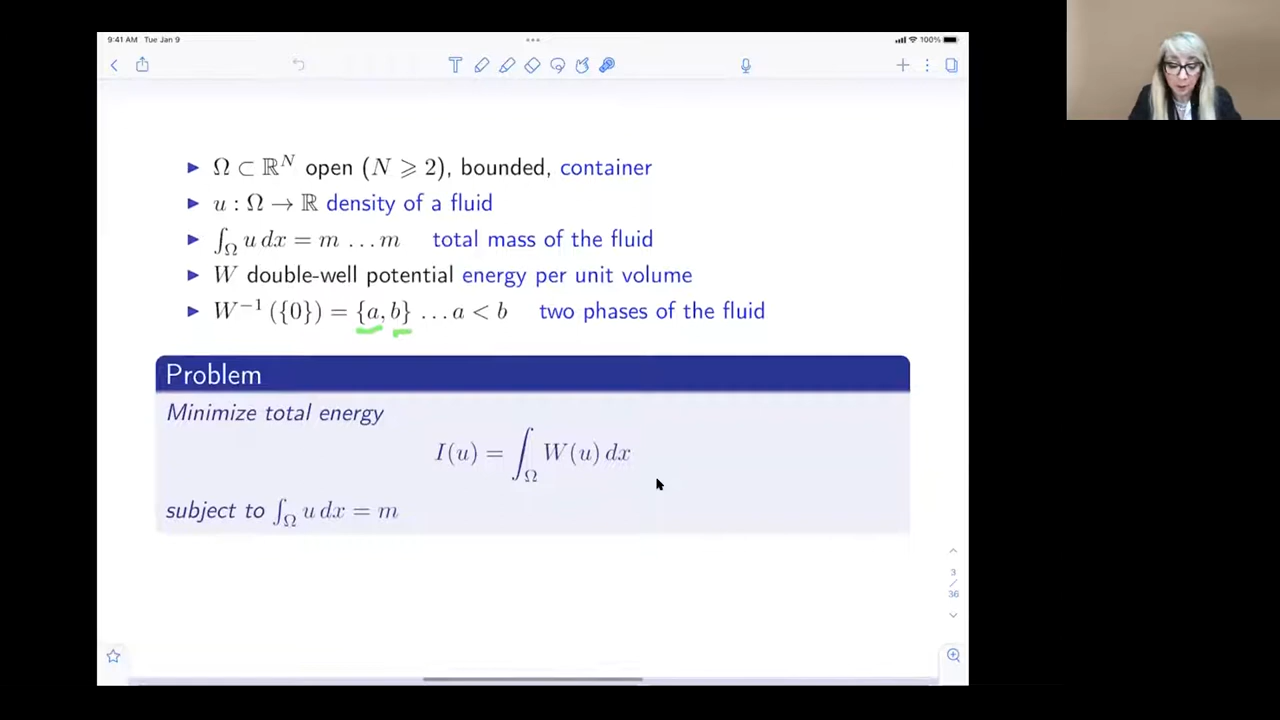 9:41 AM Tue Jan 9
100%
▶ Ω ⊂ ℝ^N open (N ⩾ 2), bounded, container
▶ u : Ω → ℝ density of a fluid
▶ ∫_Ω u dx = m … m total mass of the fluid
▶ W double-well potential energy per unit volume
▶ W^{−1} ({0}) = {a, b} … a < b two phases of the fluid
Problem
Minimize total energy
I(u) = ∫_Ω W(u) dx
subject to ∫_Ω u dx = m
3
/
36